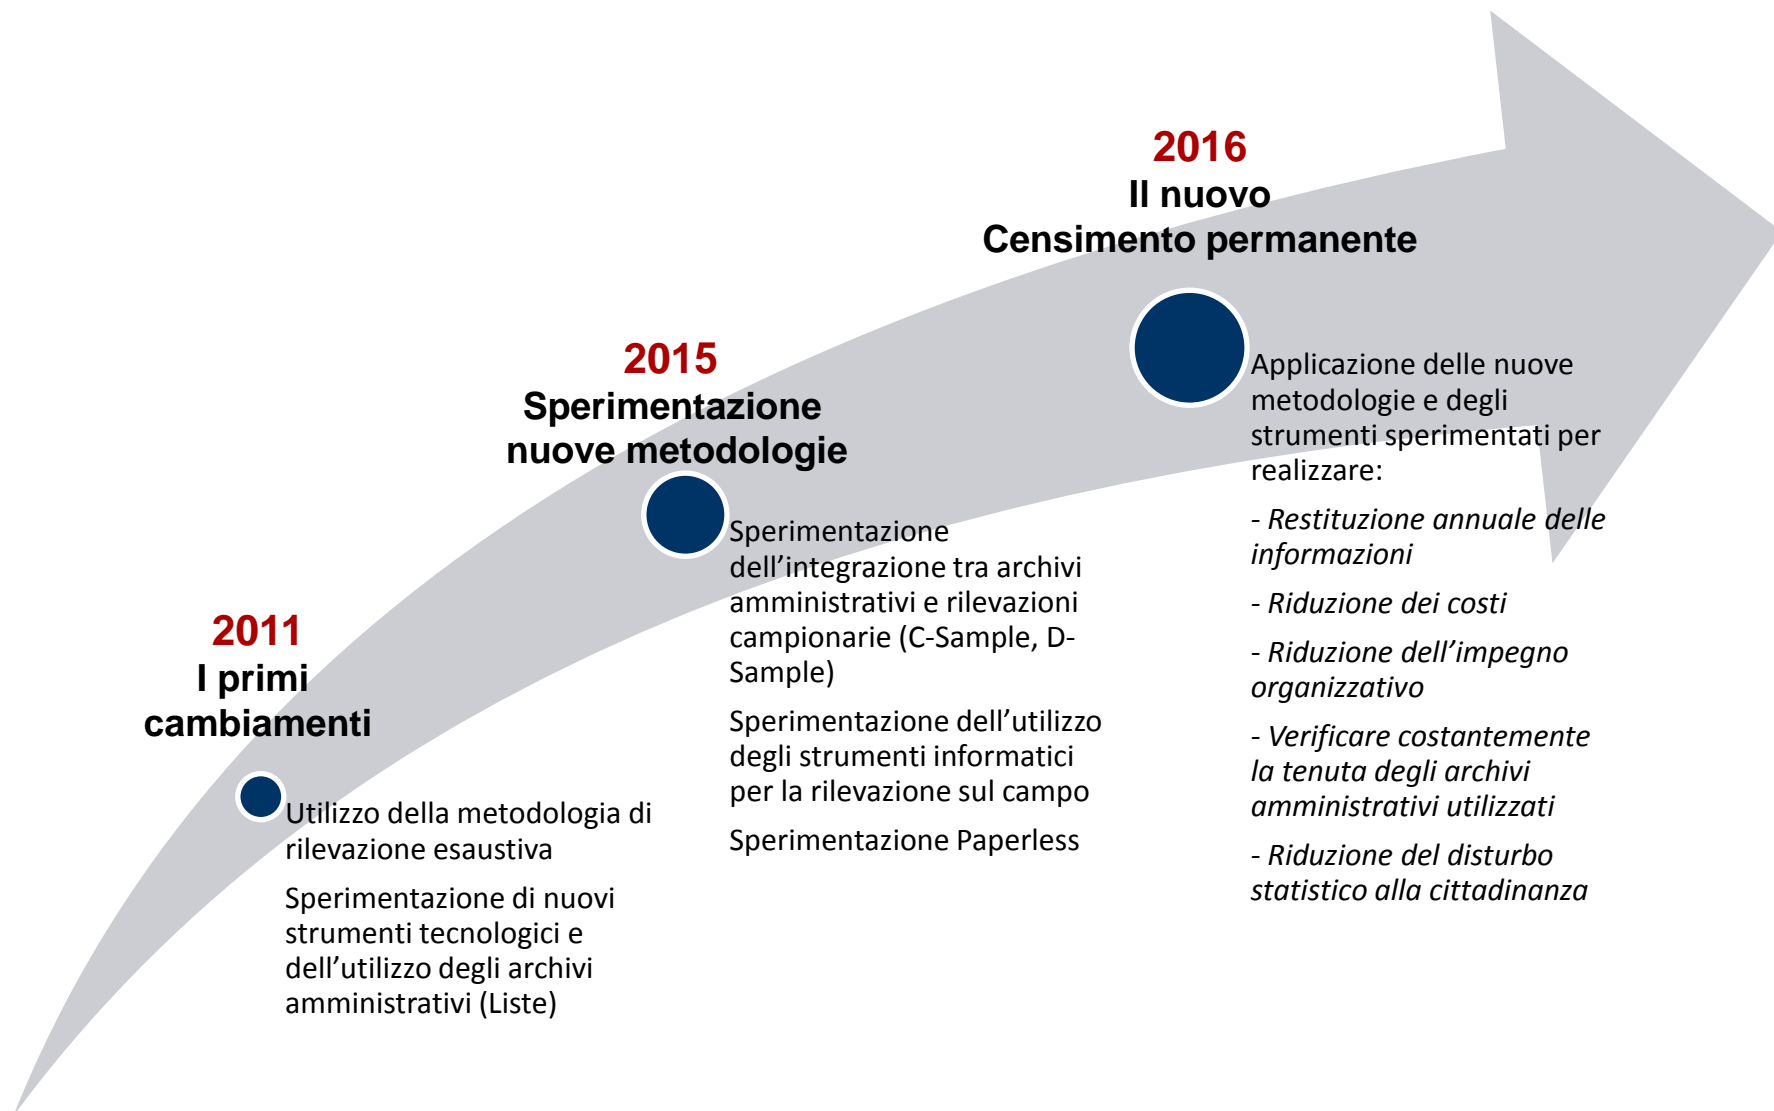 2011
I primi
cambiamenti
Utilizzo della metodologia di
rilevazione esaustiva
Sperimentazione di nuovi
strumenti tecnologici e
dell’utilizzo degli archivi
amministrativi (Liste)
2015
Sperimentazione
nuove metodologie
Sperimentazione
dell’integrazione tra archivi
amministrativi e rilevazioni
campionarie (C-Sample, D-
Sample)
Sperimentazione dell’utilizzo
degli strumenti informatici
per la rilevazione sul campo
Sperimentazione Paperless
2016
Il nuovo
Censimento permanente
Applicazione delle nuove
metodologie e degli
strumenti sperimentati per
realizzare:
- Restituzione annuale delle
informazioni
- Riduzione dei costi
- Riduzione dell’impegno
organizzativo
- Verificare costantemente
la tenuta degli archivi
amministrativi utilizzati
- Riduzione del disturbo
statistico alla cittadinanza